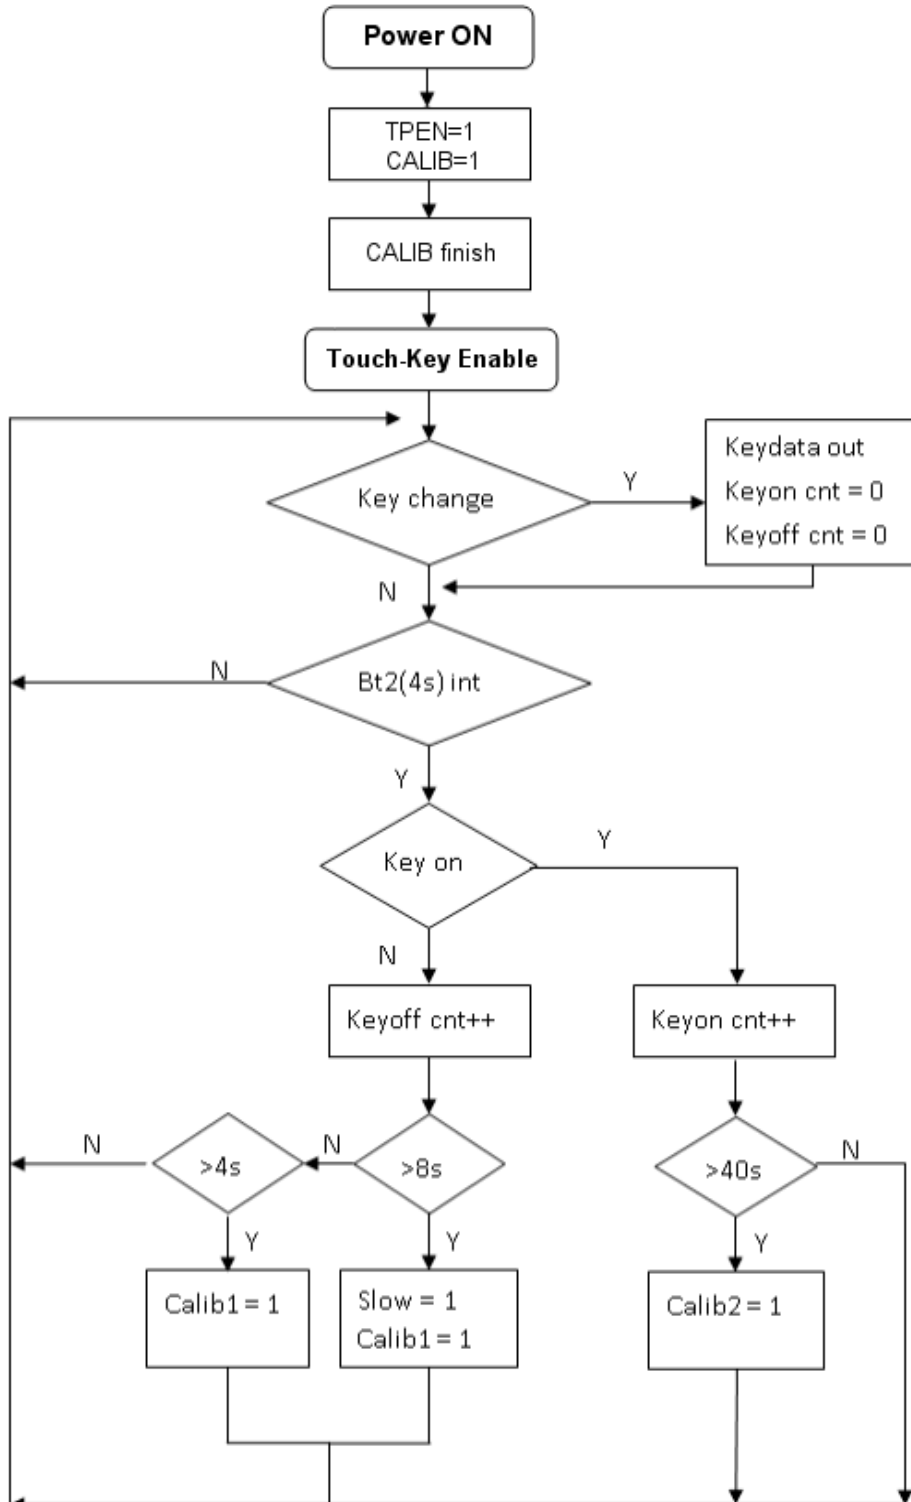 Power ON
TPEN=1
CALIB=1
CALIB finish
Touch-Key Enable
Key change
Y
Keydata out
Keyon cnt = 0
Keyoff cnt = 0
N
Bt2(4s) int
N
Y
Key on
Y
N
Keyoff cnt++
Keyon cnt++
N
>4s
N
>8s
>40s
N
Y
Y
Y
Calib1 = 1
Slow = 1
Calib1 = 1
Calib2 = 1